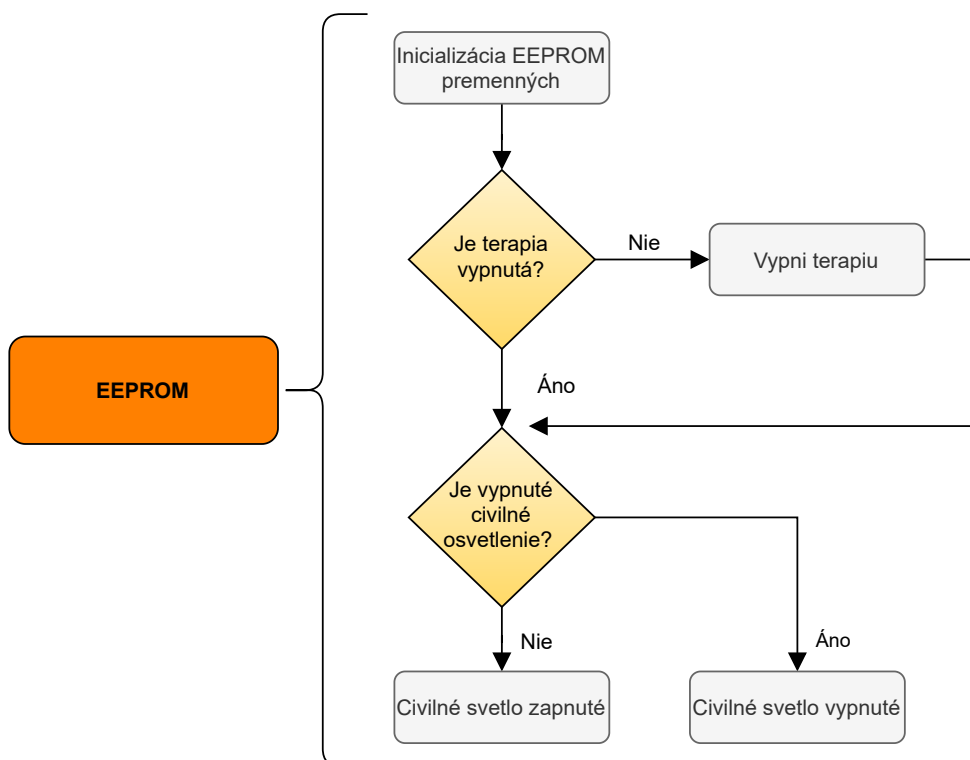 Inicializácia EEPROM
premenných
Je terapia
vypnutá?
Nie
Vypni terapiu
EEPROM
Áno
Je vypnuté
civilné
osvetlenie?
Nie
Áno
Civilné svetlo zapnuté
Civilné svetlo vypnuté